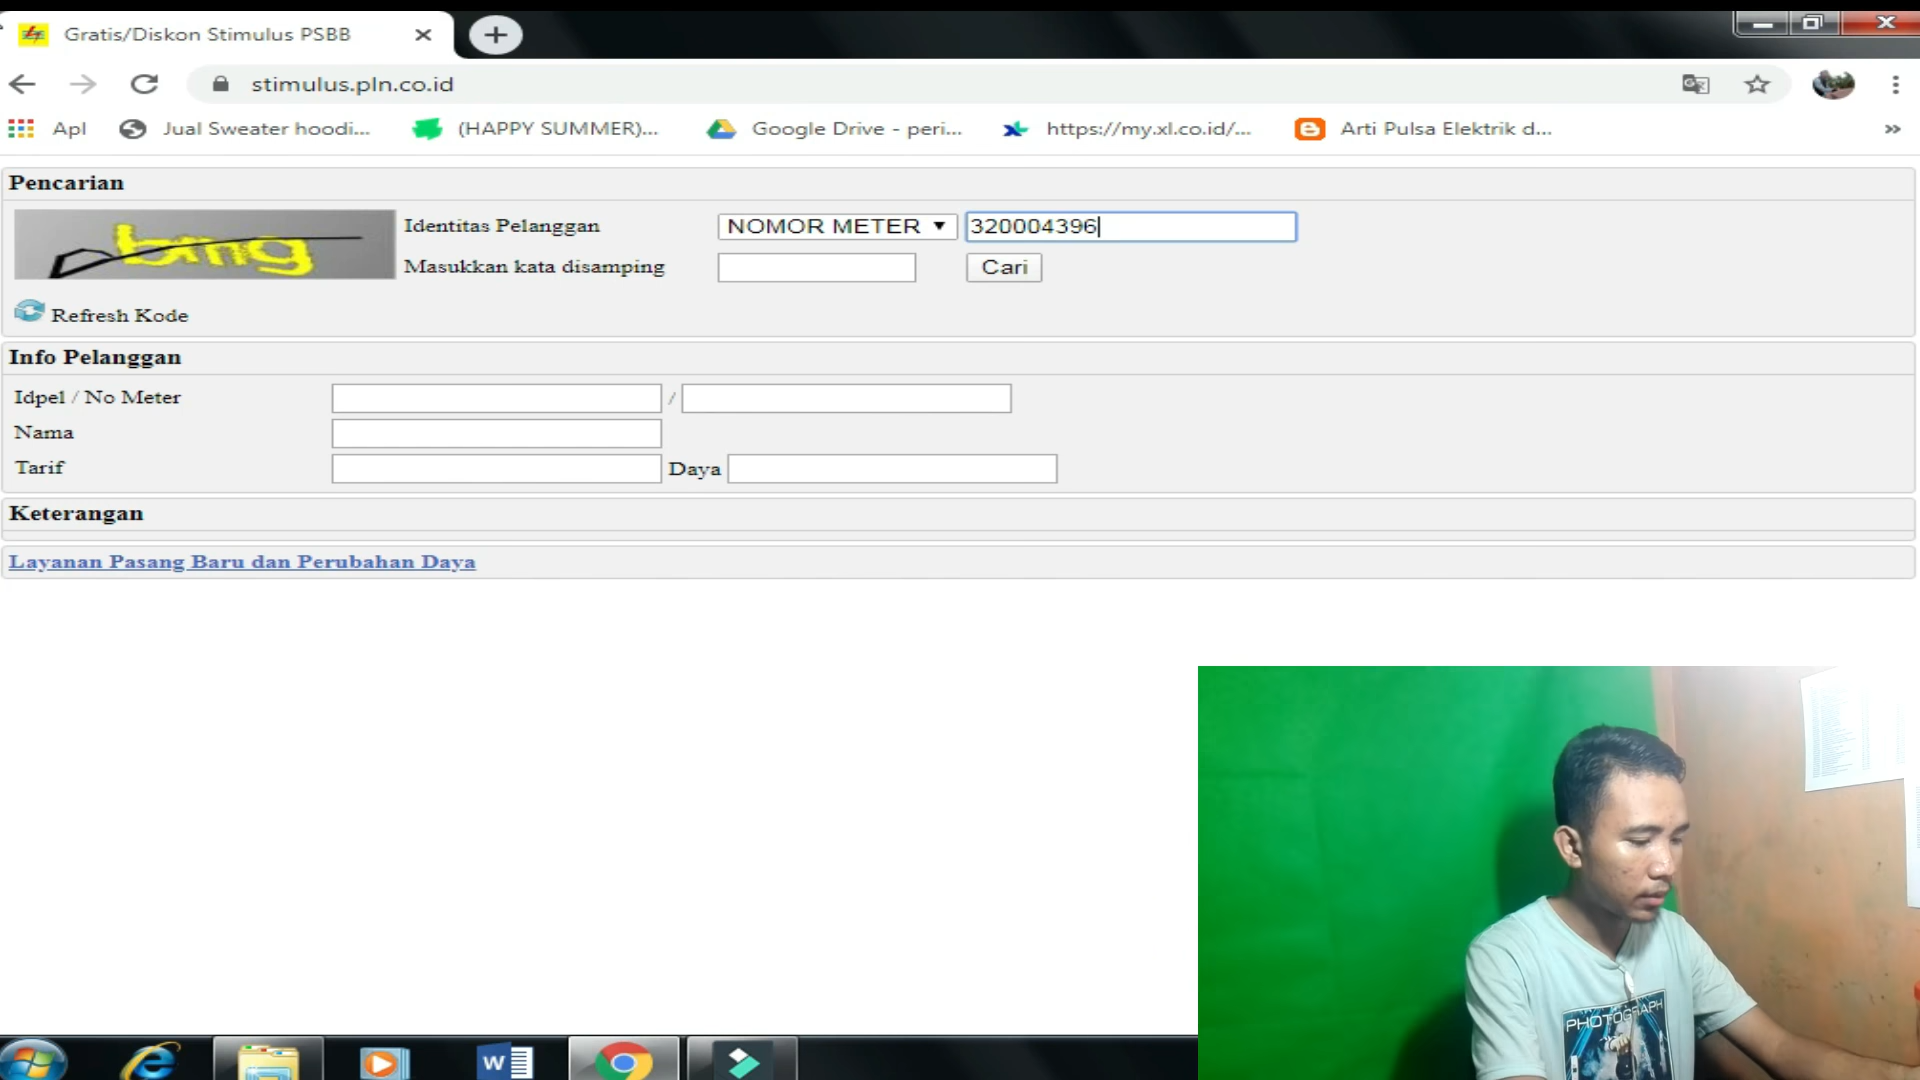 Gratis/Diskon Stimulus PSBB
stimulus.pln.co.id
Apl Jual Sweater hoodi... (HAPPY SUMMER)... Google Drive - peri... https://my.xl.co.id/... Arti Pulsa Elektrik d... »
Pencarian
Identitas Pelanggan NOMOR METER 320004396
Masukkan kata disamping Cari
Refresh Kode
Info Pelanggan
Idpel / No Meter /
Nama
Tarif Daya
Keterangan
Layanan Pasang Baru dan Perubahan Daya
PHOTOGRAPH